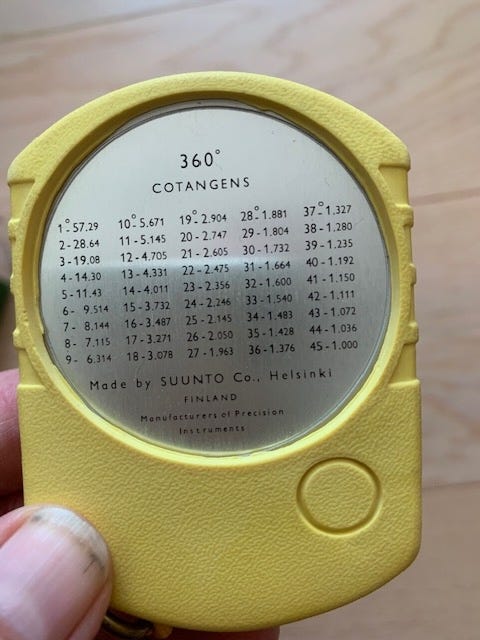 360°
COTANGENS
1°-57.29 10°-5.671 19°-2.904 28°-1.881 37°-1.327
2-28.64 11-5.145 20-2.747 29-1.804 38-1.280
3-19.08 12-4.705 21-2.605 30-1.732 39-1.235
4-14.30 13-4.331 22-2.475 31-1.664 40-1.192
5-11.43 14-4.011 23-2.356 32-1.600 41-1.150
6- 9.514 15-3.732 24-2.246 33-1.540 42-1.111
7- 8.144 16-3.487 25-2.145 34-1.483 43-1.072
8- 7.115 17-3.271 26-2.050 35-1.428 44-1.036
9- 6.314 18-3.078 27-1.963 36-1.376 45-1.000
Made by SUUNTO Co., Helsinki
FINLAND
Manufacturers of Precision
Instruments